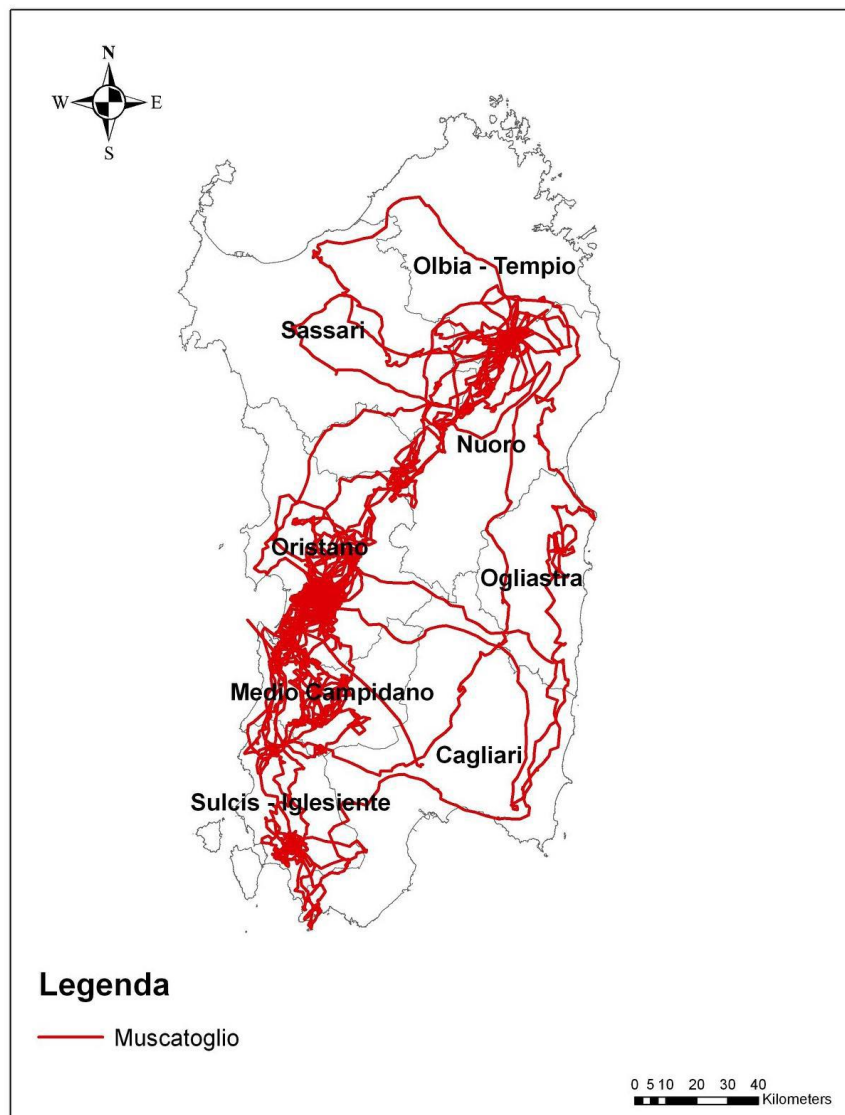 N
W E
S
Olbia - Tempio
Sassari
Nuoro
Oristano
Ogliastra
Medio Campidano
Cagliari
Sulcis - Iglesiente
Legenda
Muscatoglio
0 5 10 20 30 40
Kilometers